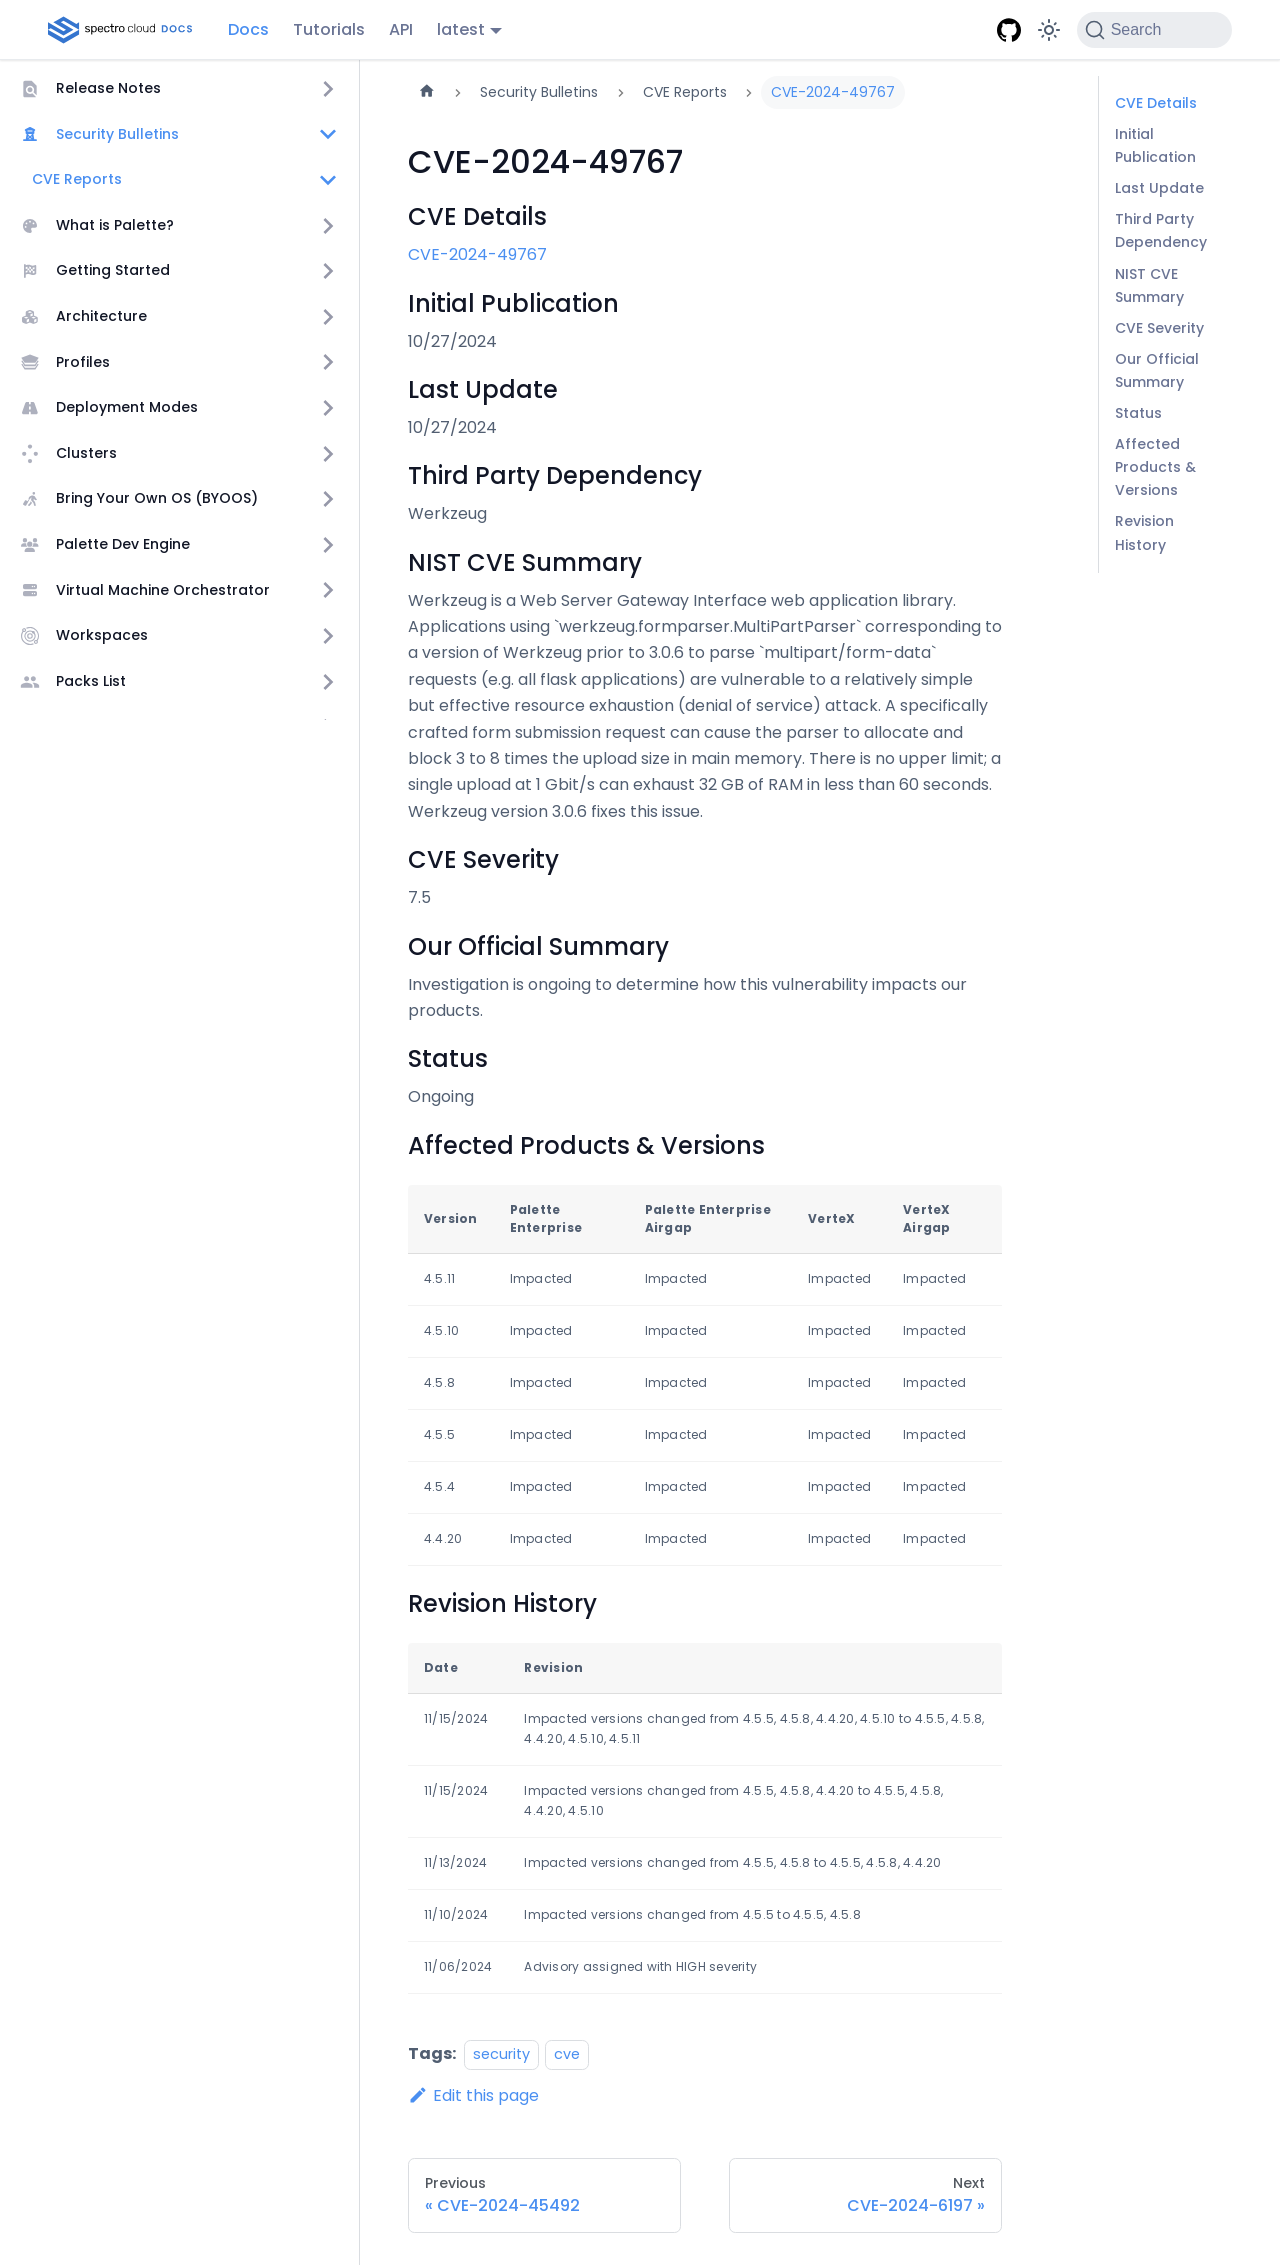 spectro cloud DOCS
Docs
Tutorials
API
latest
Search
Release Notes
Security Bulletins
CVE Reports
What is Palette?
Getting Started
Architecture
Profiles
Deployment Modes
Clusters
Bring Your Own OS (BYOOS)
Palette Dev Engine
Virtual Machine Orchestrator
Workspaces
Packs List
Security Bulletins
CVE Reports
CVE-2024-49767
CVE-2024-49767
CVE Details
CVE-2024-49767
Initial Publication
10/27/2024
Last Update
10/27/2024
Third Party Dependency
Werkzeug
NIST CVE Summary
Werkzeug is a Web Server Gateway Interface web application library.
Applications using `werkzeug.formparser.MultiPartParser` corresponding to
a version of Werkzeug prior to 3.0.6 to parse `multipart/form-data`
requests (e.g. all flask applications) are vulnerable to a relatively simple
but effective resource exhaustion (denial of service) attack. A specifically
crafted form submission request can cause the parser to allocate and
block 3 to 8 times the upload size in main memory. There is no upper limit; a
single upload at 1 Gbit/s can exhaust 32 GB of RAM in less than 60 seconds.
Werkzeug version 3.0.6 fixes this issue.
CVE Severity
7.5
Our Official Summary
Investigation is ongoing to determine how this vulnerability impacts our
products.
Status
Ongoing
Affected Products & Versions
Version Palette Enterprise Palette Enterprise Airgap VerteX VerteX Airgap
4.5.11 Impacted Impacted Impacted Impacted
4.5.10 Impacted Impacted Impacted Impacted
4.5.8 Impacted Impacted Impacted Impacted
4.5.5 Impacted Impacted Impacted Impacted
4.5.4 Impacted Impacted Impacted Impacted
4.4.20 Impacted Impacted Impacted Impacted
Revision History
Date Revision
11/15/2024 Impacted versions changed from 4.5.5, 4.5.8, 4.4.20, 4.5.10 to 4.5.5, 4.5.8,
4.4.20, 4.5.10, 4.5.11
11/15/2024 Impacted versions changed from 4.5.5, 4.5.8, 4.4.20 to 4.5.5, 4.5.8,
4.4.20, 4.5.10
11/13/2024 Impacted versions changed from 4.5.5, 4.5.8 to 4.5.5, 4.5.8, 4.4.20
11/10/2024 Impacted versions changed from 4.5.5 to 4.5.5, 4.5.8
11/06/2024 Advisory assigned with HIGH severity
Tags: security cve
Edit this page
Previous
« CVE-2024-45492
Next
CVE-2024-6197 »
CVE Details
Initial
Publication
Last Update
Third Party
Dependency
NIST CVE
Summary
CVE Severity
Our Official
Summary
Status
Affected
Products &
Versions
Revision
History